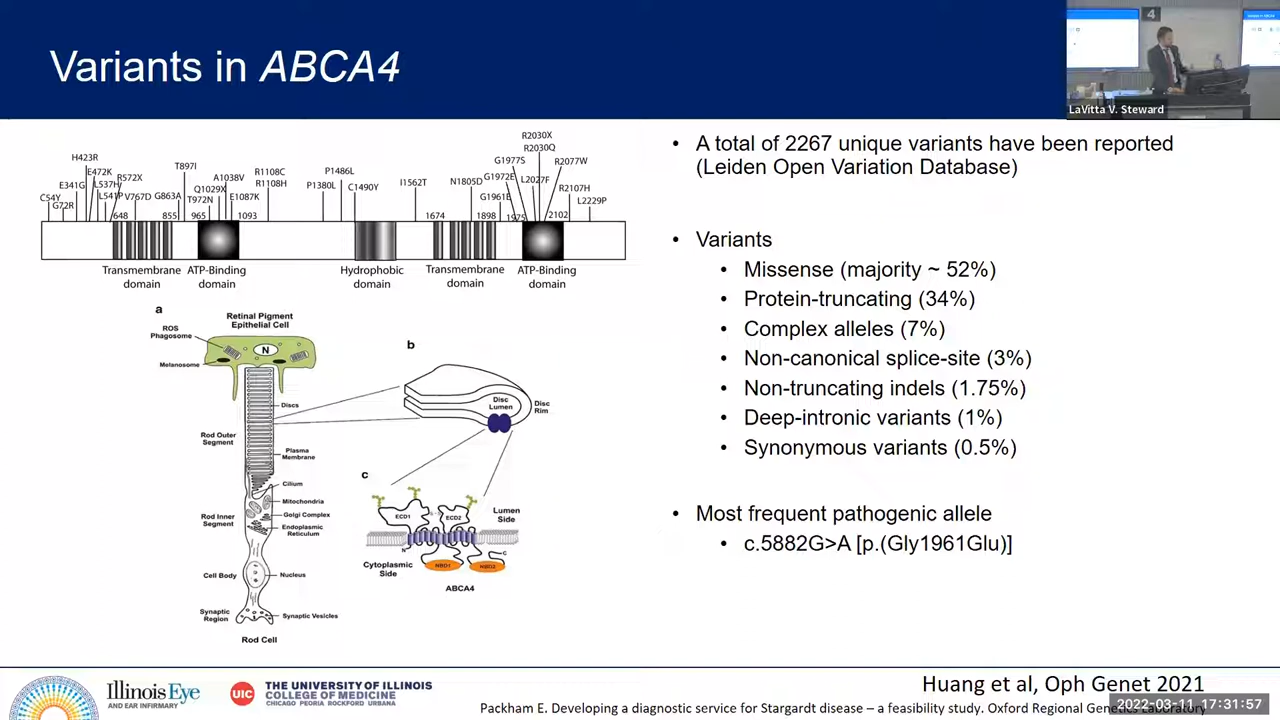 Variants in ABCA4
4
LaVitta V. Steward
H423R
E472K
E341G
L537H
C54Y
G72R
R572X
L541P
V767D
T897I
G863A
A1038V
Q1029X
T972N
E1087K
R1108C
R1108H
P1380L
P1486L
C1490Y
I1562T
N1805D
G1961E
G1972E
G1977S
R2030X
R2030Q
L2027F
R2077W
R2107H
L2229P
648
855
965
1093
1674
1898
1975
2102
Transmembrane
domain
ATP-Binding
domain
Hydrophobic
domain
Transmembrane
domain
ATP-Binding
domain
a
Retinal Pigment
Epithelial Cell
ROS
Phagosome
N
Melanosome
Discs
Rod Outer
Segment
Plasma
Membrane
Cilium
Mitochondria
Rod Inner
Segment
Golgi Complex
Endoplasmic
Reticulum
Cell Body
Nucleus
Synaptic
Region
Synaptic Vesicles
Rod Cell
b
Disc
Lumen
Disc
Rim
c
ECD1
ECD2
Lumen
Side
N
C
Cytoplasmic
Side
NBD1
NBD2
ABCA4
• A total of 2267 unique variants have been reported
(Leiden Open Variation Database)
• Variants
• Missense (majority ~ 52%)
• Protein-truncating (34%)
• Complex alleles (7%)
• Non-canonical splice-site (3%)
• Non-truncating indels (1.75%)
• Deep-intronic variants (1%)
• Synonymous variants (0.5%)
• Most frequent pathogenic allele
• c.5882G>A [p.(Gly1961Glu)]
Illinois Eye
AND EAR INFIRMARY
UIC
THE UNIVERSITY OF ILLINOIS
COLLEGE OF MEDICINE
CHICAGO PEORIA ROCKFORD URBANA
Huang et al, Oph Genet 2021
Packham E. Developing a diagnostic service for Stargardt disease – a feasibility study. Oxford Regional Genetics Laboratory
2022-03-11 17:31:57